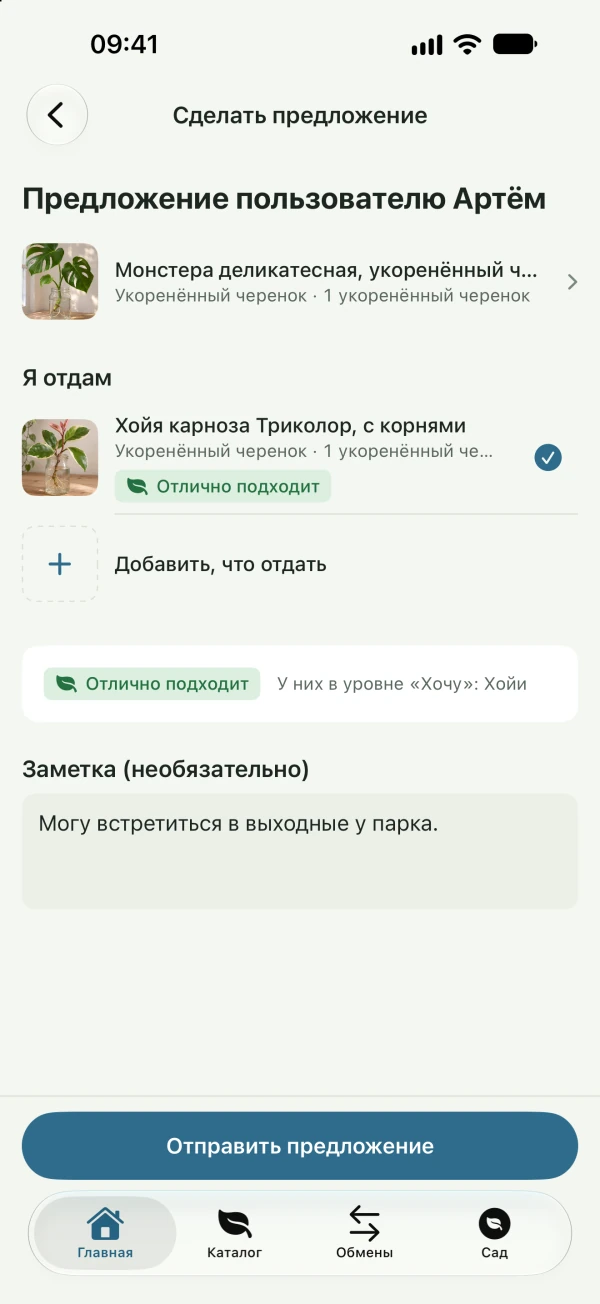 09:41
Сделать предложение
Предложение пользователю Артём
Монстера деликатесная, укоренённый ч...
Укоренённый черенок · 1 укоренённый черенок
Я отдам
Хойя карноза Триколор, с корнями
Укоренённый черенок · 1 укоренённый че...
Отлично подходит
Добавить, что отдать
Отлично подходит У них в уровне «Хочу»: Хойи
Заметка (необязательно)
Могу встретиться в выходные у парка.
Отправить предложение
Главная Каталог Обмены Сад